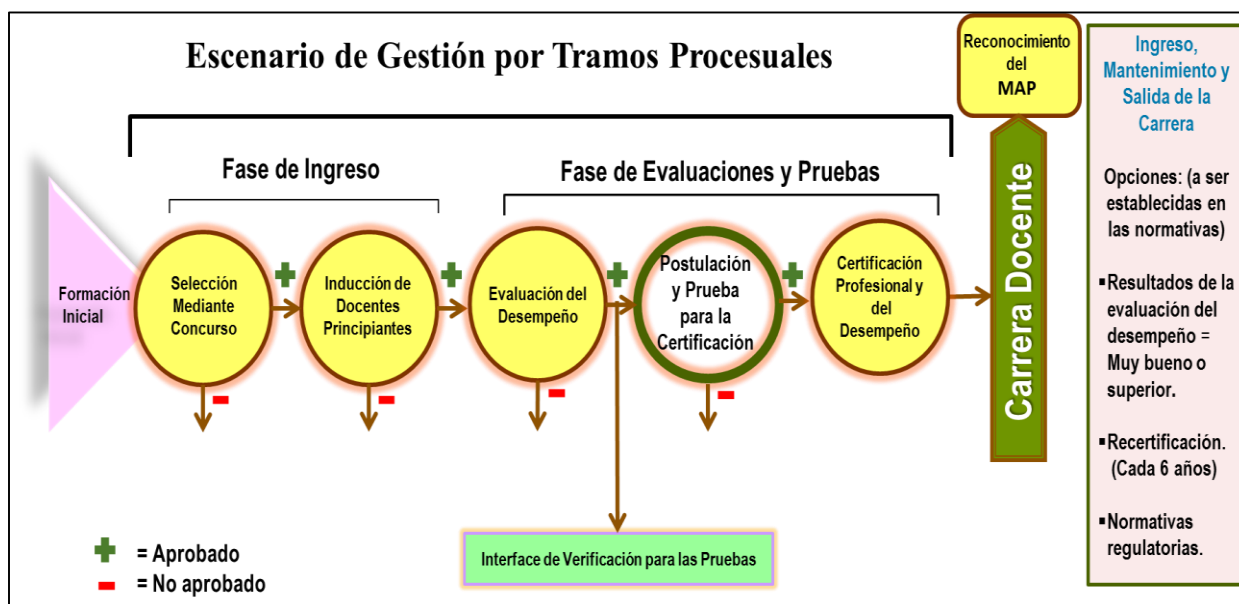 Escenario de Gestión por Tramos Procesuales
Reconocimiento
del
MAP
Ingreso,
Mantenimiento y
Salida de la
Carrera
Fase de Ingreso
Fase de Evaluaciones y Pruebas
Opciones: (a ser
establecidas en
las normativas)
Formación
Inicial
Selección
Mediante
Concurso
Inducción de
Docentes
Principiantes
Evaluación del
Desempeño
Postulación
y Prueba
para la
Certificación
Certificación
Profesional y
del
Desempeño
Carrera Docente
▪Resultados de la
evaluación del
desempeño =
Muy bueno o
superior.
▪Recertificación.
(Cada 6 años)
▪Normativas
regulatorias.
Interface de Verificación para las Pruebas
+ = Aprobado
- = No aprobado